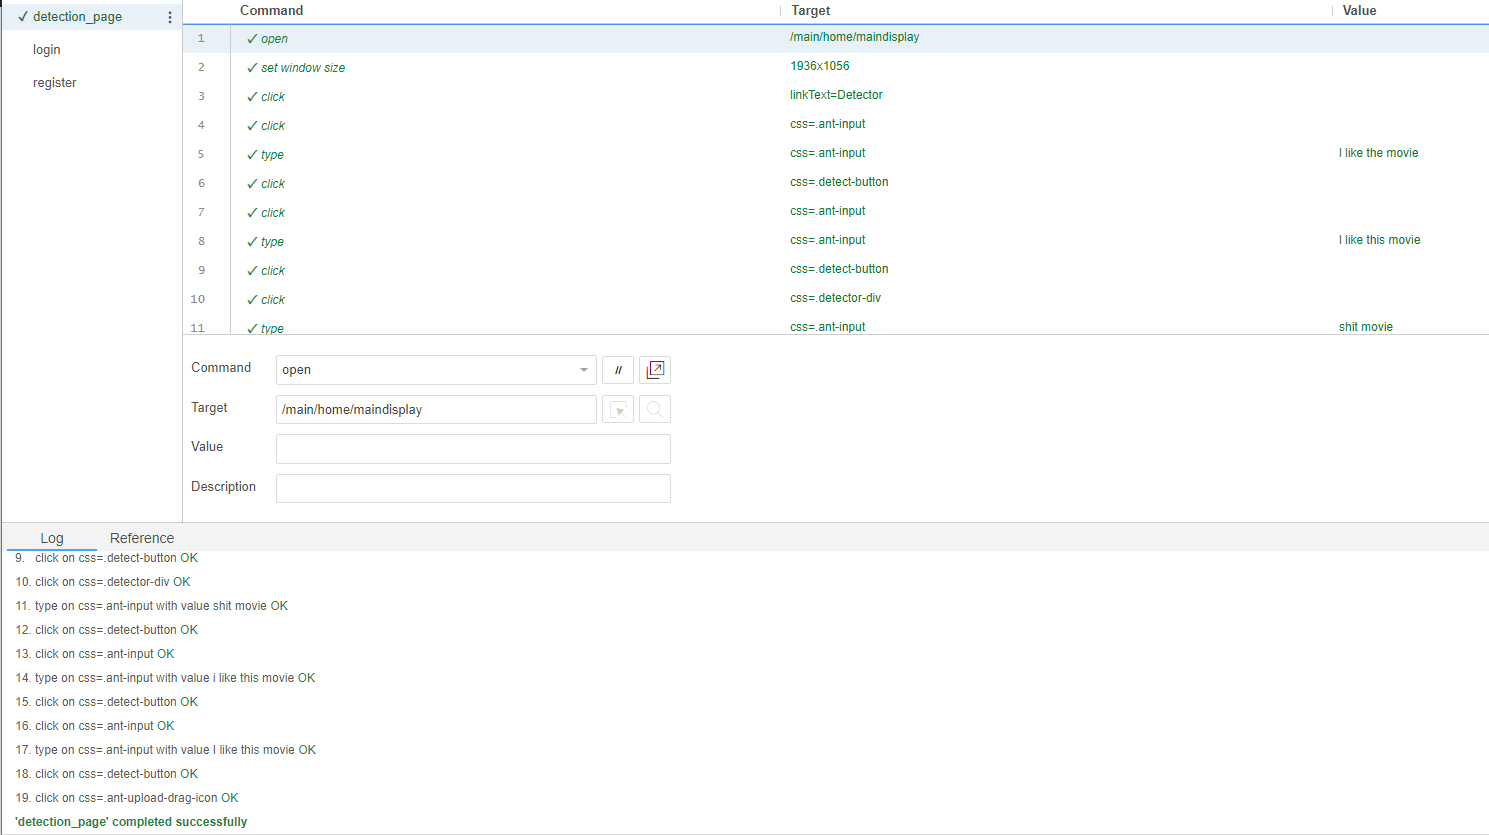 ✓ detection_page
login
register
Command Target Value
1 ✓ open /main/home/maindisplay
2 ✓ set window size 1936x1056
3 ✓ click linkText=Detector
4 ✓ click css=.ant-input
5 ✓ type css=.ant-input I like the movie
6 ✓ click css=.detect-button
7 ✓ click css=.ant-input
8 ✓ type css=.ant-input I like this movie
9 ✓ click css=.detect-button
10 ✓ click css=.detector-div
11 ✓ type css=.ant-input shit movie
Command open //
Target /main/home/maindisplay
Value
Description
Log Reference
9. click on css=.detect-button OK
10. click on css=.detector-div OK
11. type on css=.ant-input with value shit movie OK
12. click on css=.detect-button OK
13. click on css=.ant-input OK
14. type on css=.ant-input with value i like this movie OK
15. click on css=.detect-button OK
16. click on css=.ant-input OK
17. type on css=.ant-input with value I like this movie OK
18. click on css=.detect-button OK
19. click on css=.ant-upload-drag-icon OK
'detection_page' completed successfully